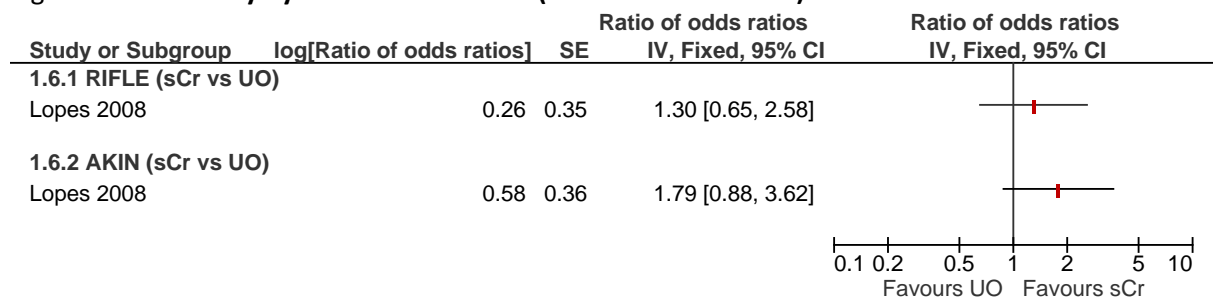 Ratio of odds ratios Ratio of odds ratios
Study or Subgroup log[Ratio of odds ratios] SE IV, Fixed, 95% CI IV, Fixed, 95% CI
1.6.1 RIFLE (sCr vs UO)
Lopes 2008 0.26 0.35 1.30 [0.65, 2.58]
1.6.2 AKIN (sCr vs UO)
Lopes 2008 0.58 0.36 1.79 [0.88, 3.62]
0.1 0.2 0.5 1 2 5 10
Favours UO Favours sCr